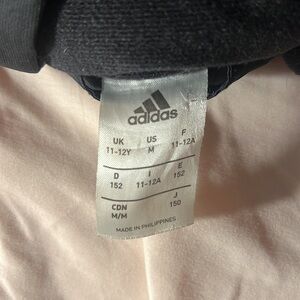 adidas
UK US F
11-12Y M 11-12A
D I E
152 11-12A 152
CDN J
M/M 150
MADE IN PHILIPPINES